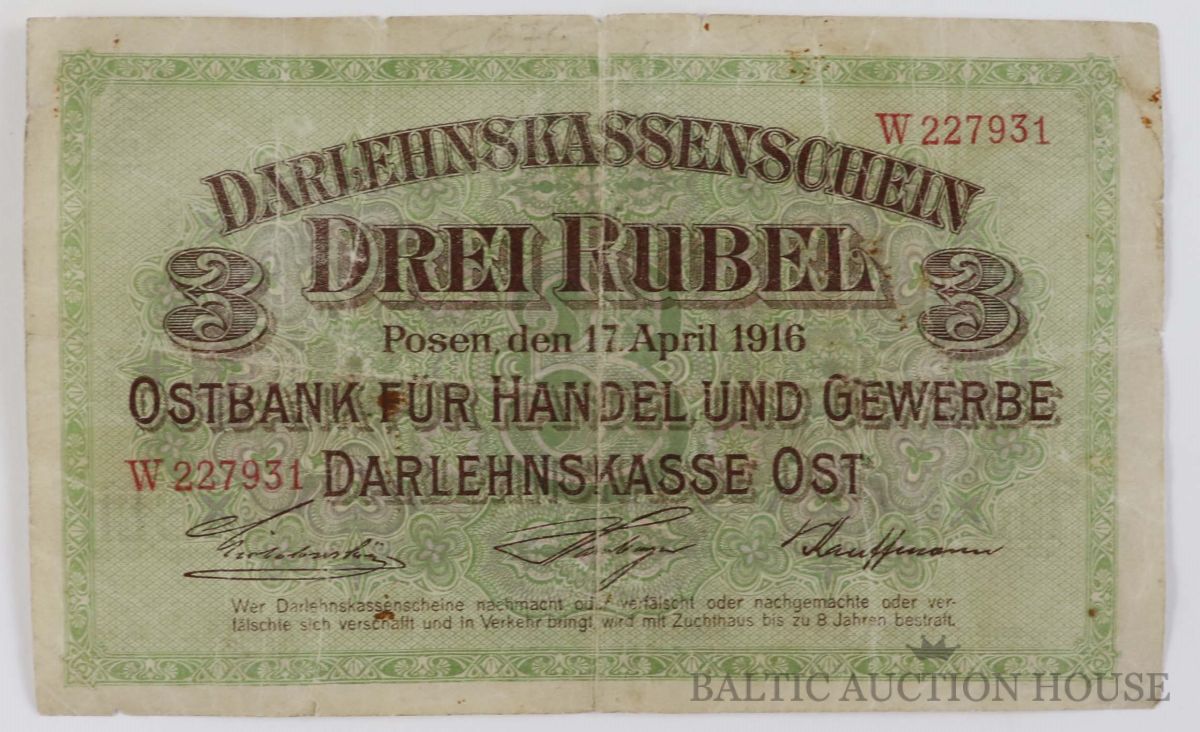 W 227931
DARLEHNSKASSENSCHEIN
3 DREI RUBEL 3
Posen, den 17. April 1916
OSTBANK FÜR HANDEL UND GEWERBE
W 227931 DARLEHNSKASSE OST
Kauffmann
Wer Darlehnskassenscheine nachmacht oder verfälscht oder nachgemachte oder ver-
fälschte sich verschafft und in Verkehr bringt, wird mit Zuchthaus bis zu 8 Jahren bestraft.
BALTIC AUCTION HOUSE